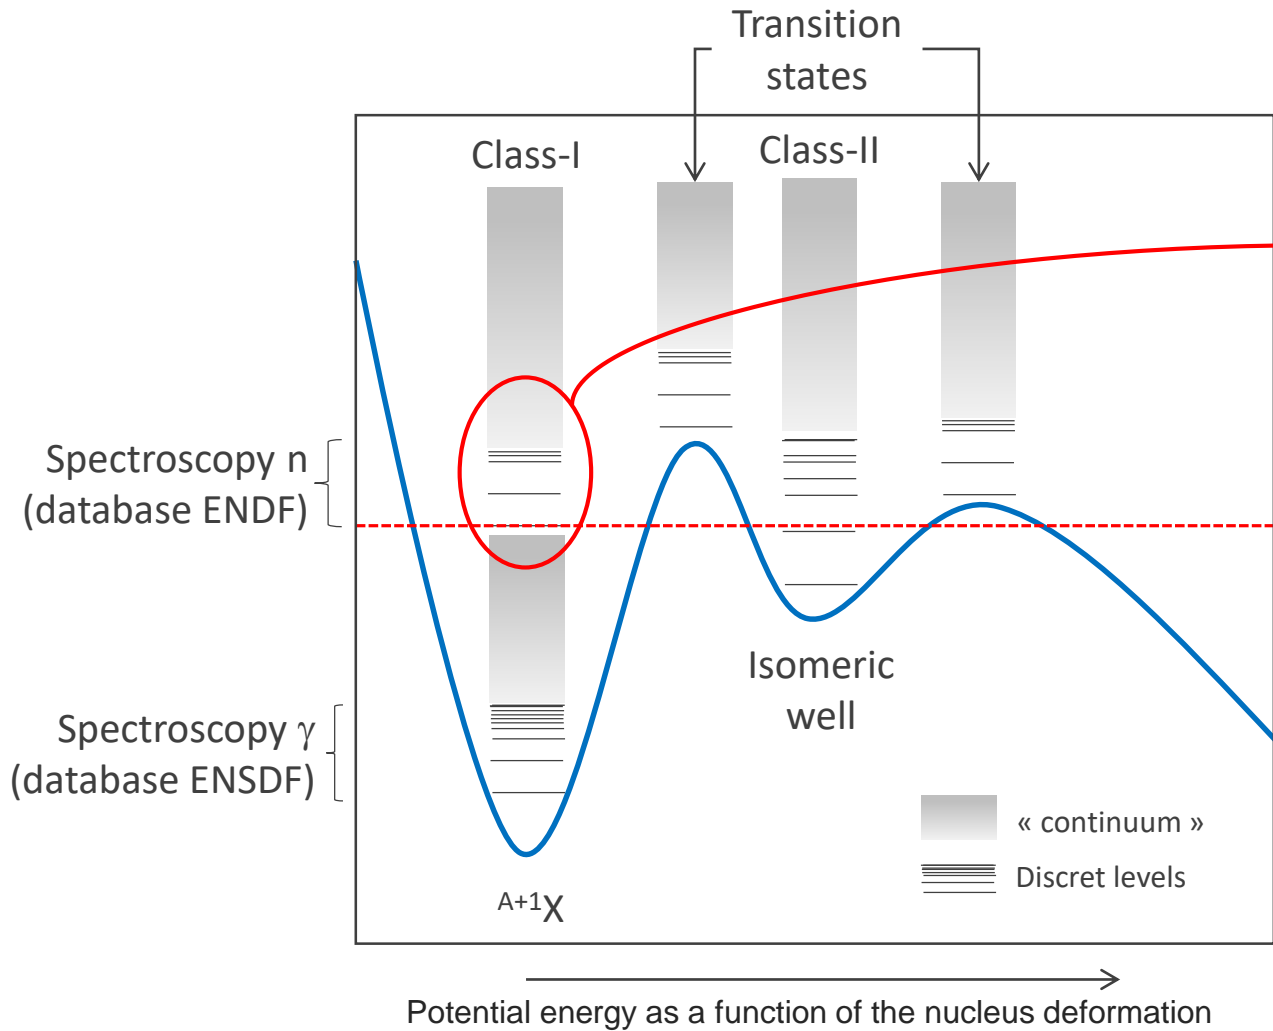 Transition
states
Class-I
Class-II
Spectroscopy n
(database ENDF)
Isomeric
well
Spectroscopy γ
(database ENSDF)
« continuum »
Discret levels
A+1X
Potential energy as a function of the nucleus deformation